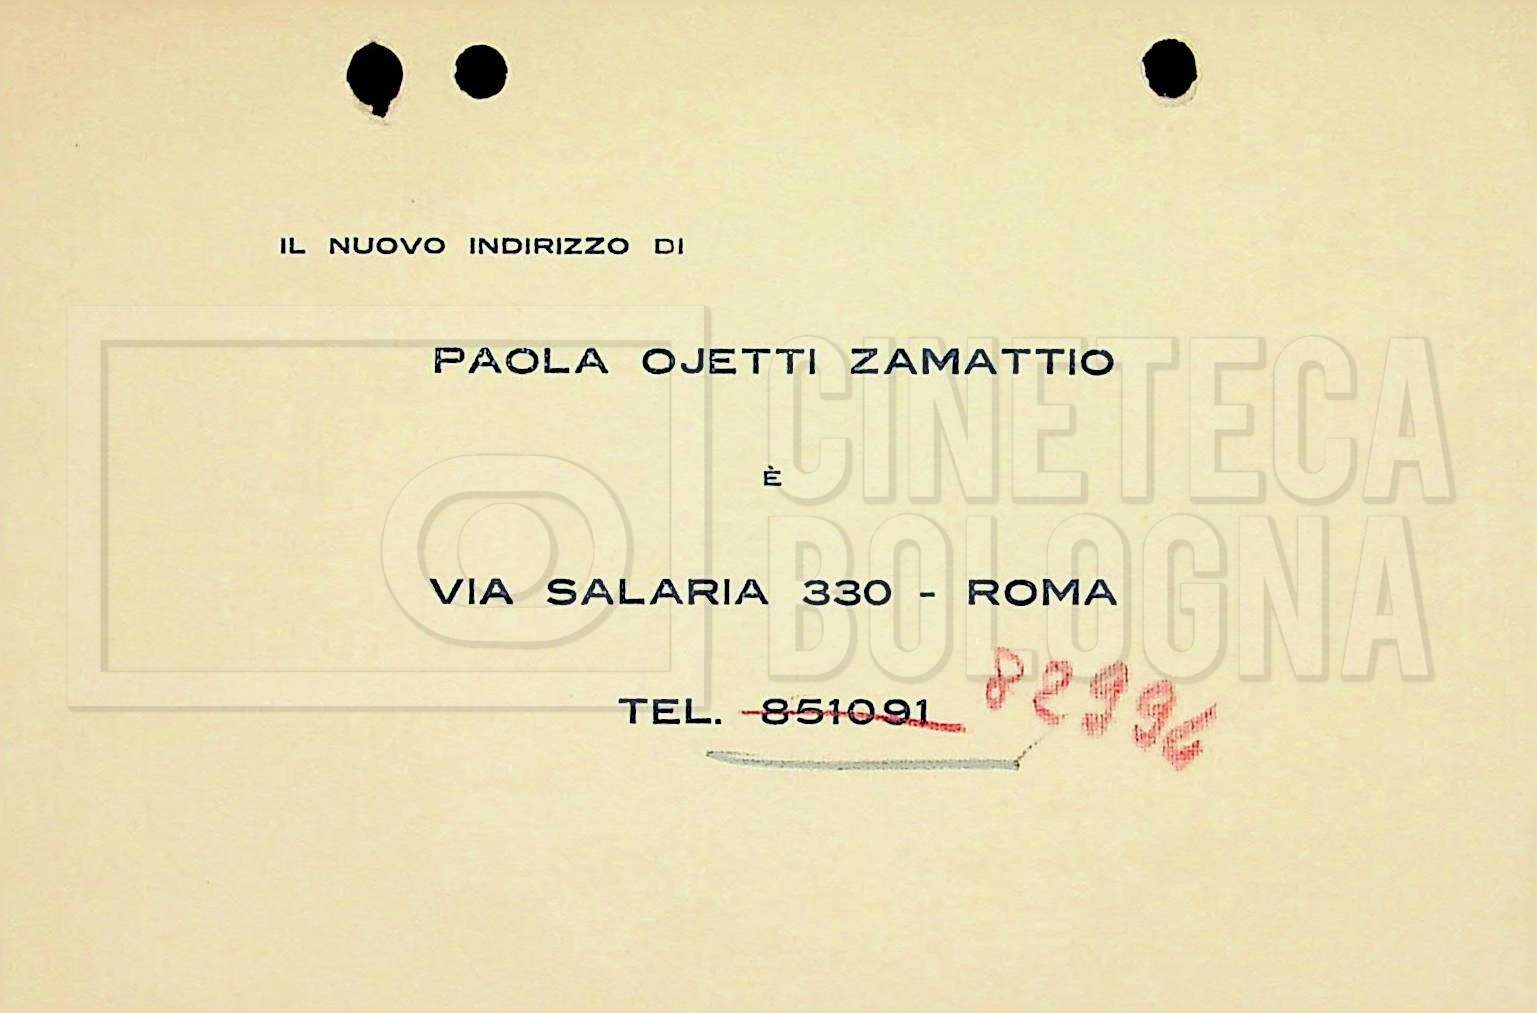 IL NUOVO INDIRIZZO DI
PAOLA OJETTI ZAMATTIO
È
VIA SALARIA 330 - ROMA
TEL. 851091
CINETECA
BOLOGNA